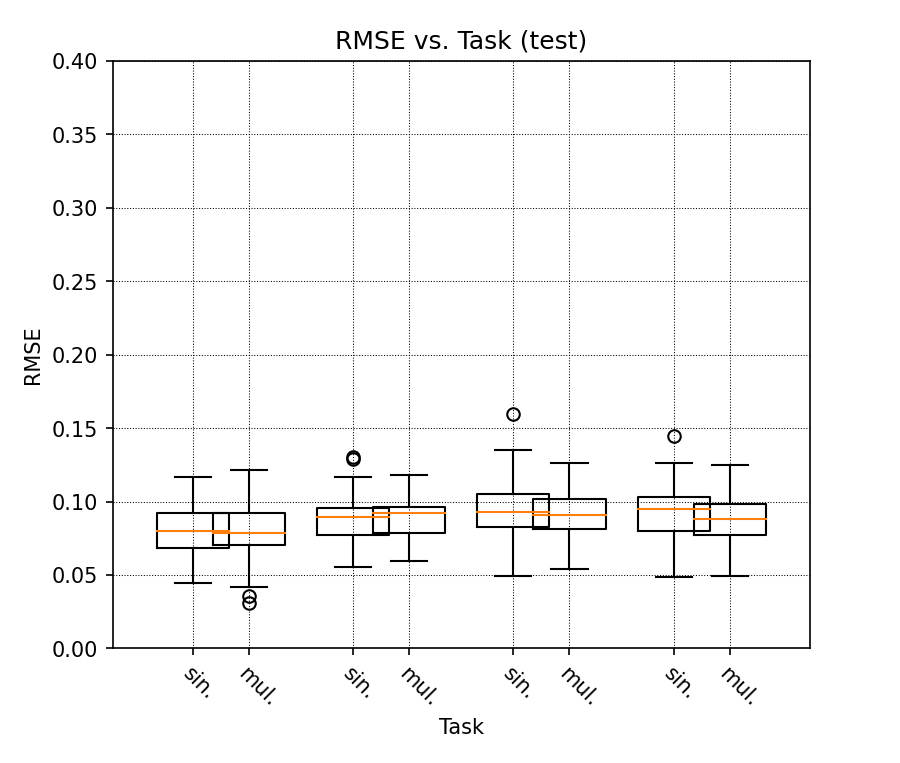 RMSE vs. Task (test)
0.40
0.35
0.30
0.25
0.20
0.15
0.10
0.05
0.00
RMSE
sin. mul. sin. mul. sin. mul. sin. mul.
Task